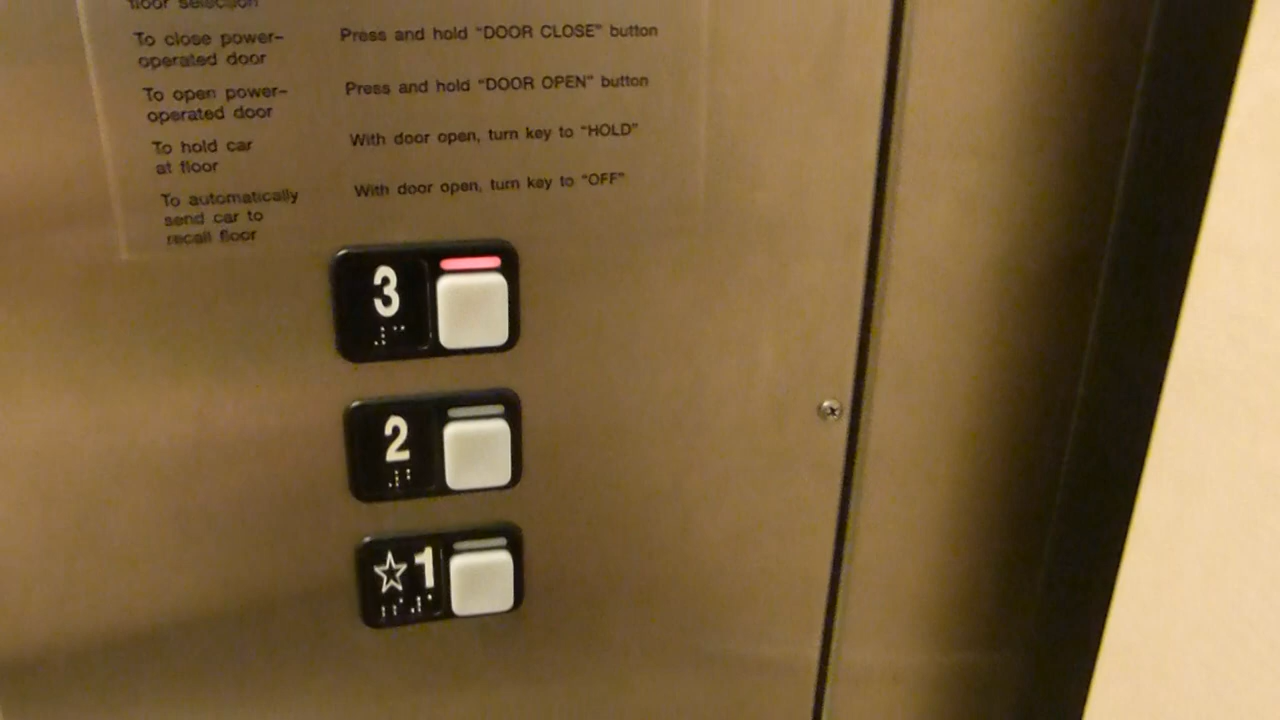 floor selection
To close power- Press and hold "DOOR CLOSE" button
operated door
To open power- Press and hold "DOOR OPEN" button
operated door
To hold car With door open, turn key to "HOLD"
at floor
To automatically With door open, turn key to "OFF"
send car to
recall floor
3
2
☆1